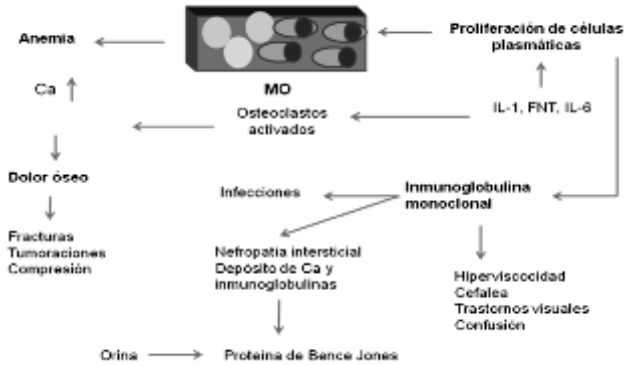 Anemia
Proliferación de células
plasmáticas
Ca
MO
Osteoclastos
activados
IL-1, FNT, IL-6
Dolor óseo
Infecciones
Inmunoglobulina
monoclonal
Fracturas
Tumoraciones
Compresión
Nefropatía intersticial
Depósito de Ca y
inmunoglobulinas
Hiperviscocidad
Cefalea
Trastornos visuales
Confusión
Orina
Proteína de Bence Jones